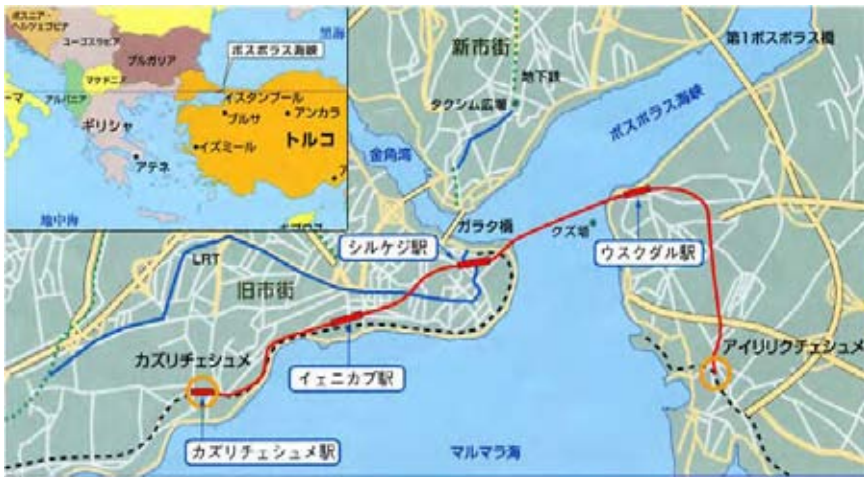 ボスニア・
ヘルツェゴビア
ユーゴスラビア
ブルガリア
マケドニア
アルバニア
ギリシャ
アテネ
地中海
黒海
ボスポラス海峡
イスタンブール
ブルサ
アンカラ
イズミール
トルコ
新市街
地下鉄
タクシム広場
第1ボスポラス橋
ボスポラス海峡
金角湾
ガラタ橋
シルケジ駅
クズ塔
ウスクダル駅
LRT
旧市街
カズリチェシュメ
イェニカプ駅
アイリリクチェシュメ
カズリチェシュメ駅
マルマラ海